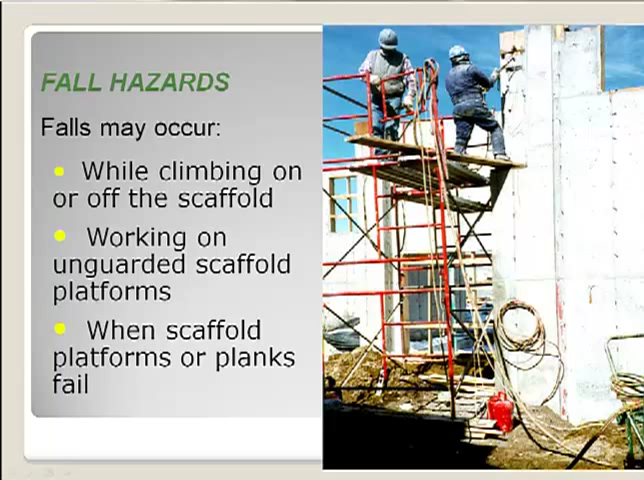 FALL HAZARDS
Falls may occur:
While climbing on
or off the scaffold
Working on
unguarded scaffold
platforms
When scaffold
platforms or planks
fail